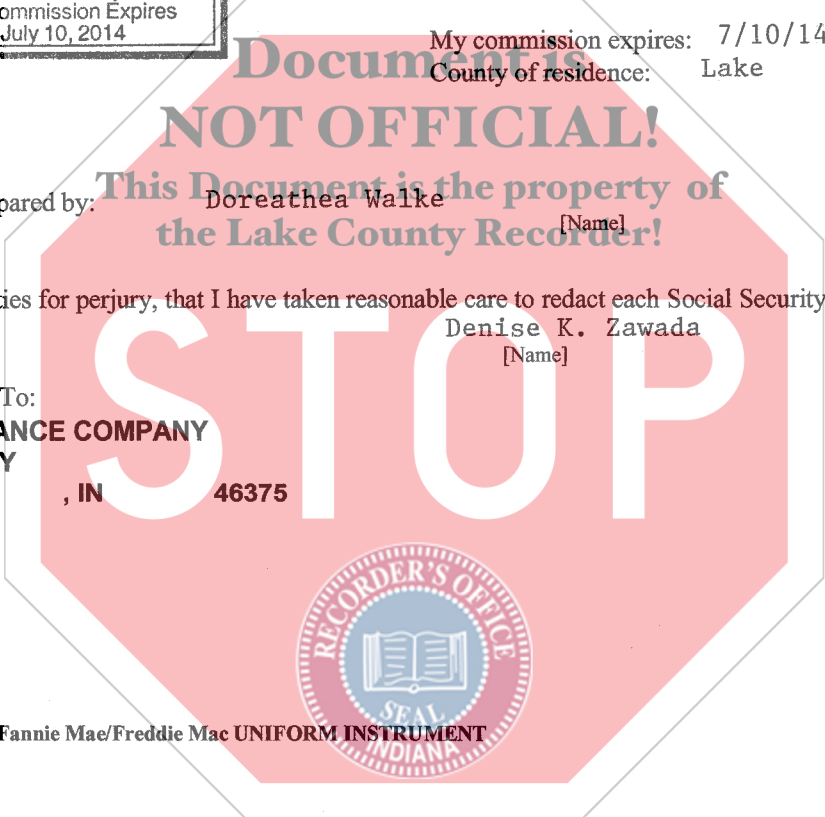 ommission Expires
July 10, 2014
My commission expires: 7/10/14
County of residence: Lake
Document is
NOT OFFICIAL!
This Document is the property of
the Lake County Recorder!
pared by: Doreathea Walke
[Name]
ies for perjury, that I have taken reasonable care to redact each Social Security
Denise K. Zawada
[Name]
To:
ANCE COMPANY
Y
, IN 46375
STOP
RECORDER'S OFFICE
SEAL
INDIANA
Fannie Mae/Freddie Mac UNIFORM INSTRUMENT